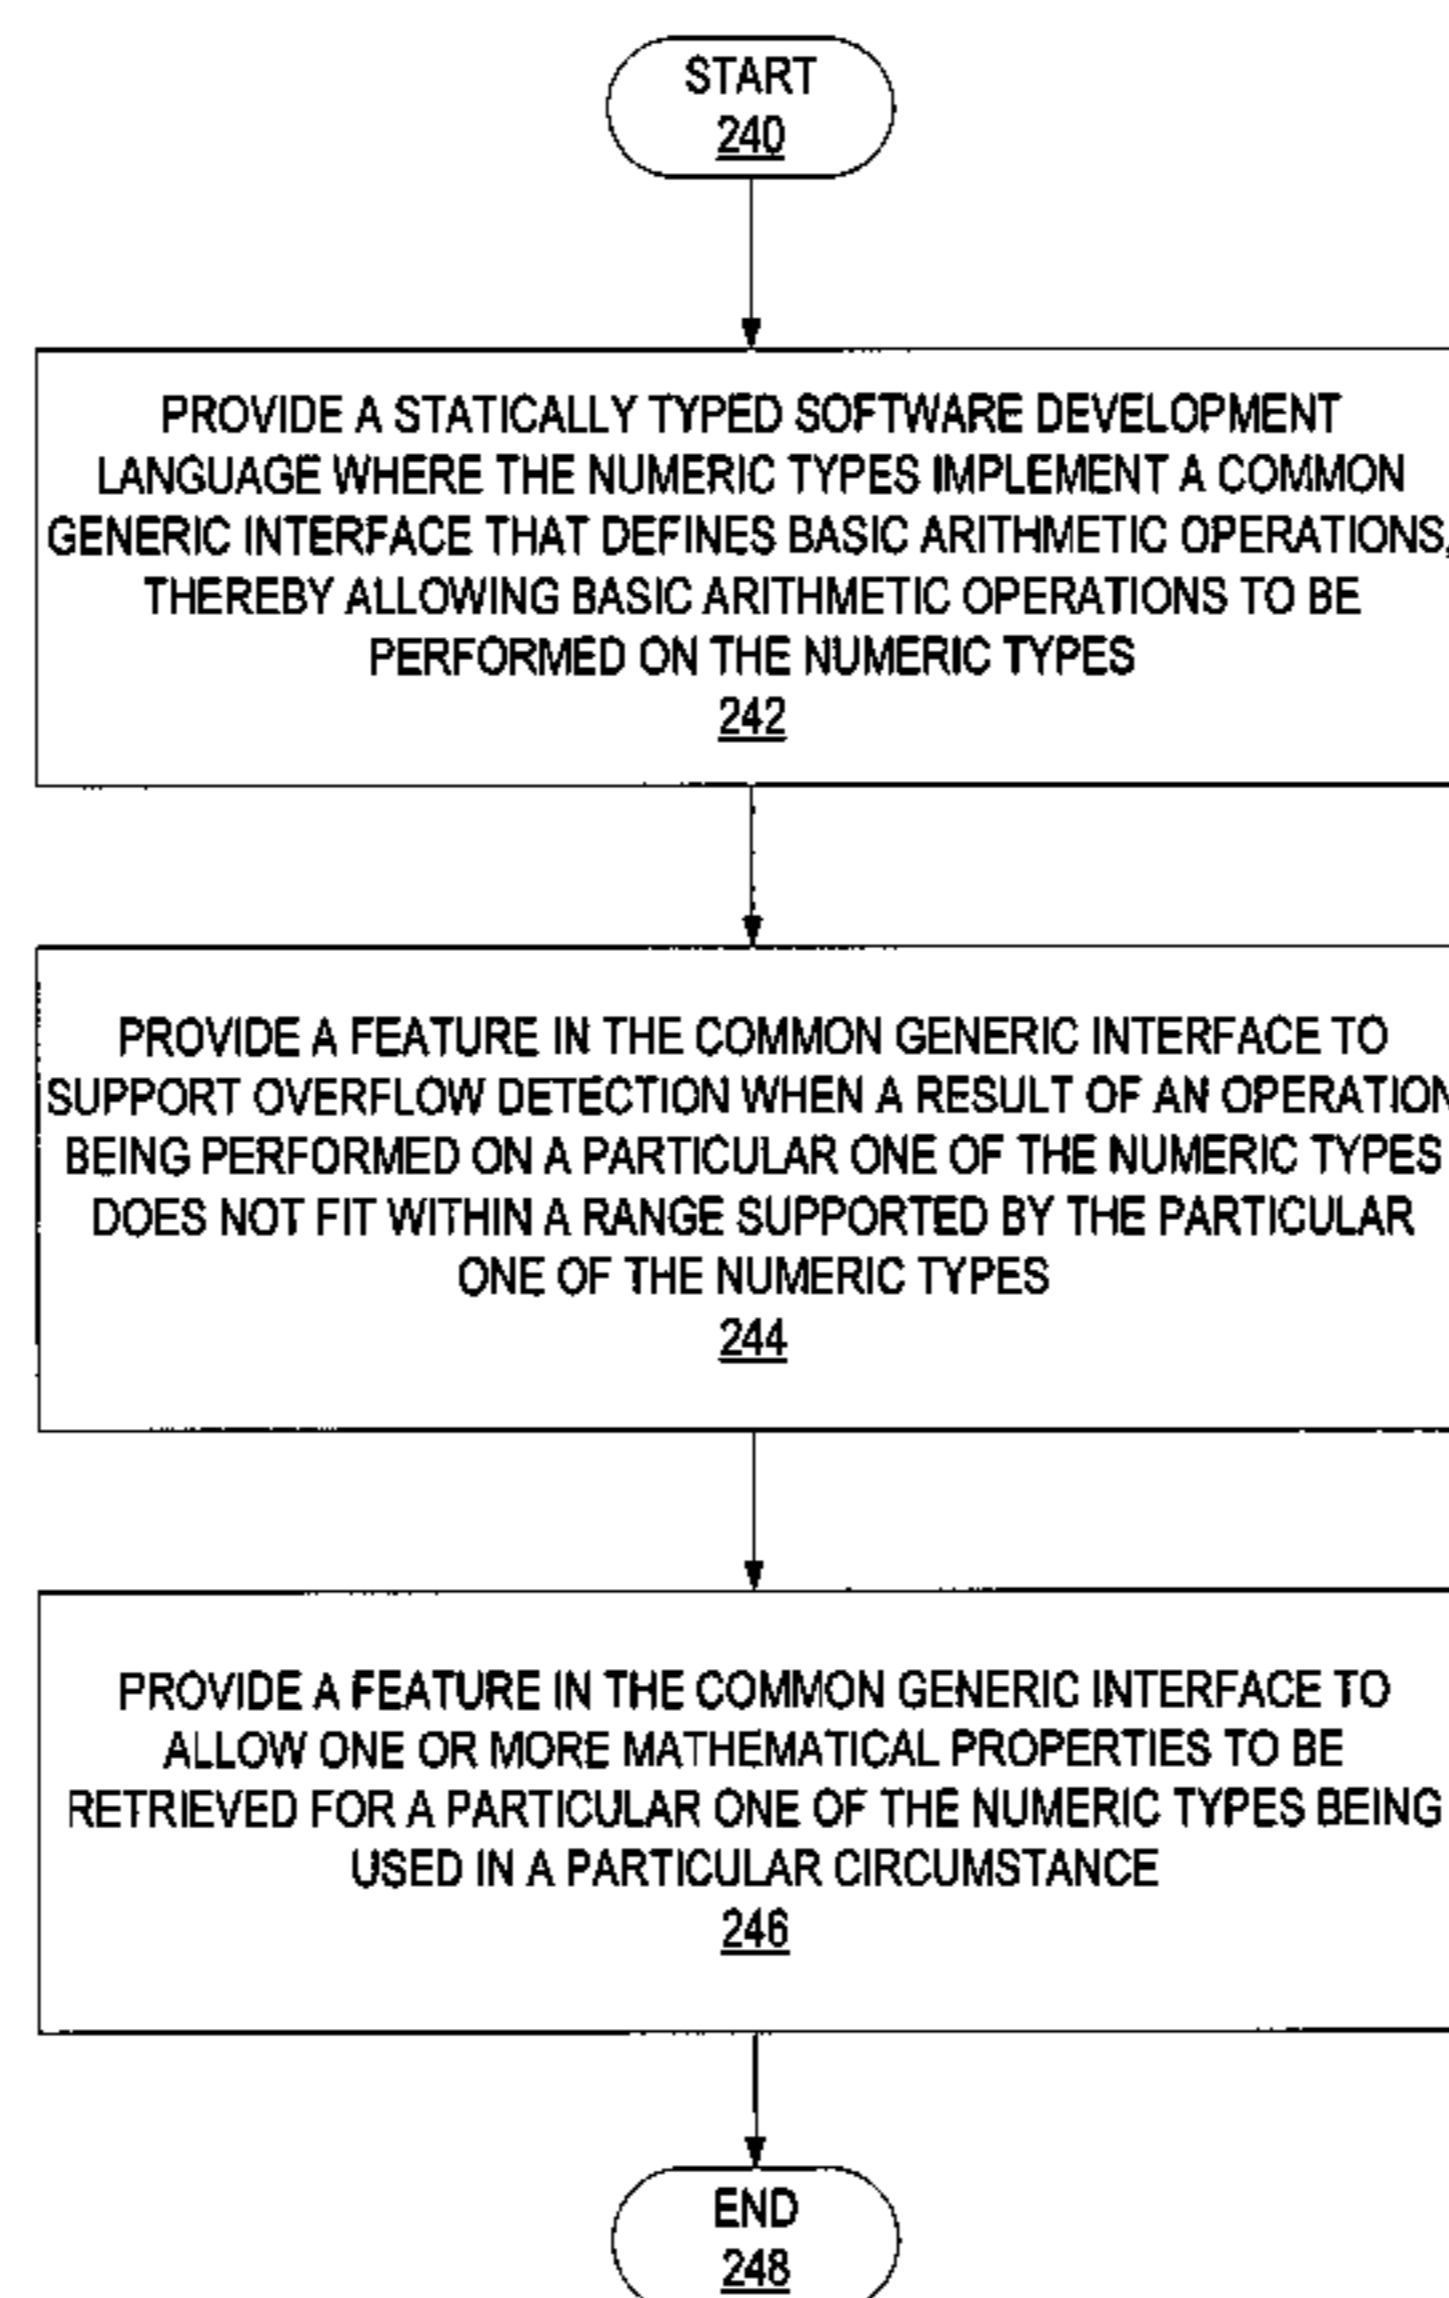 START
240
PROVIDE A STATICALLY TYPED SOFTWARE DEVELOPMENT
LANGUAGE WHERE THE NUMERIC TYPES IMPLEMENT A COMMON
GENERIC INTERFACE THAT DEFINES BASIC ARITHMETIC OPERATIONS,
THEREBY ALLOWING BASIC ARITHMETIC OPERATIONS TO BE
PERFORMED ON THE NUMERIC TYPES
242
PROVIDE A FEATURE IN THE COMMON GENERIC INTERFACE TO
SUPPORT OVERFLOW DETECTION WHEN A RESULT OF AN OPERATION
BEING PERFORMED ON A PARTICULAR ONE OF THE NUMERIC TYPES
DOES NOT FIT WITHIN A RANGE SUPPORTED BY THE PARTICULAR
ONE OF THE NUMERIC TYPES
244
PROVIDE A FEATURE IN THE COMMON GENERIC INTERFACE TO
ALLOW ONE OR MORE MATHEMATICAL PROPERTIES TO BE
RETRIEVED FOR A PARTICULAR ONE OF THE NUMERIC TYPES BEING
USED IN A PARTICULAR CIRCUMSTANCE
246
END
248